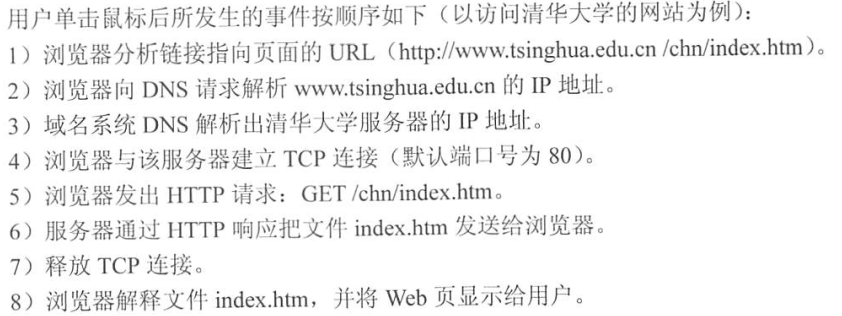 用户单击鼠标后所发生的事件按顺序如下（以访问清华大学的网站为例）：
1）浏览器分析链接指向页面的 URL（http://www.tsinghua.edu.cn /chn/index.htm）。
2）浏览器向 DNS 请求解析 www.tsinghua.edu.cn 的 IP 地址。
3）域名系统 DNS 解析出清华大学服务器的 IP 地址。
4）浏览器与该服务器建立 TCP 连接（默认端口号为 80）。
5）浏览器发出 HTTP 请求：GET /chn/index.htm。
6）服务器通过 HTTP 响应把文件 index.htm 发送给浏览器。
7）释放 TCP 连接。
8）浏览器解释文件 index.htm，并将 Web 页显示给用户。